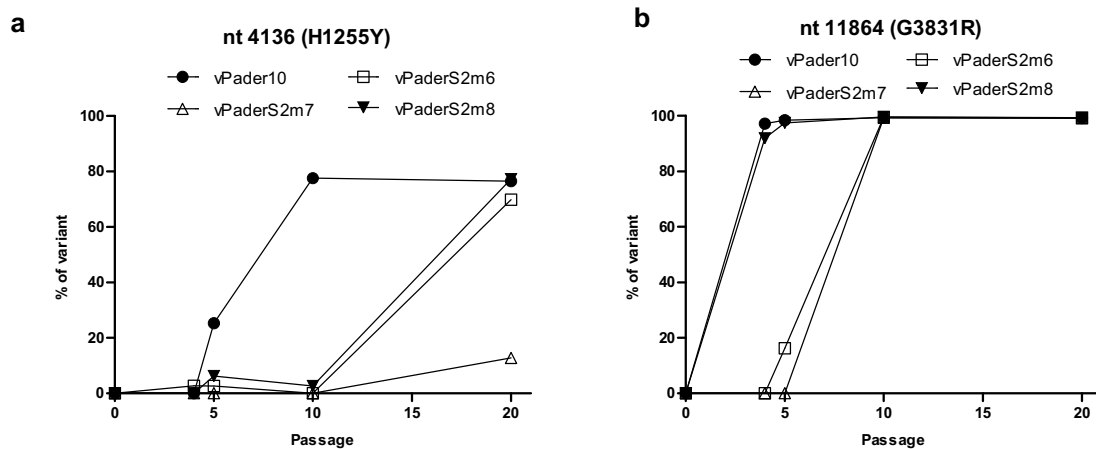 a
nt 4136 (H1255Y)
vPader10
vPaderS2m6
vPaderS2m7
vPaderS2m8
100
80
60
40
20
0
% of variant
0
5
10
15
20
Passage
b
nt 11864 (G3831R)
vPader10
vPaderS2m6
vPaderS2m7
vPaderS2m8
100
80
60
40
20
0
% of variant
0
5
10
15
20
Passage